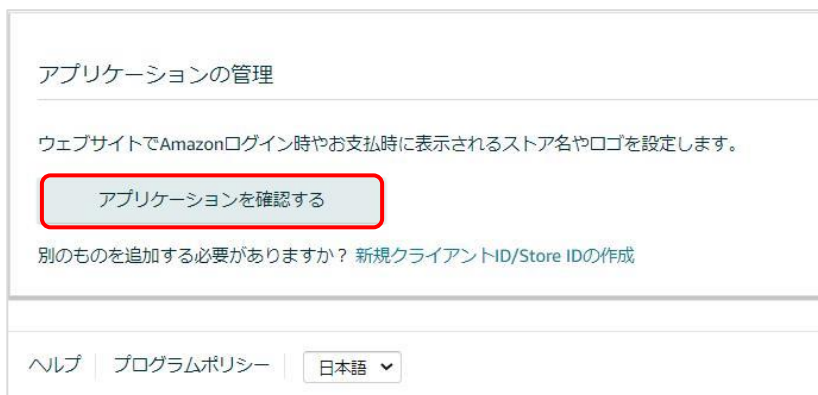 アプリケーションの管理
ウェブサイトでAmazonログイン時やお支払時に表示されるストア名やロゴを設定します。
アプリケーションを確認する
別のものを追加する必要がありますか？ 新規クライアントID/Store IDの作成
ヘルプ プログラムポリシー 日本語